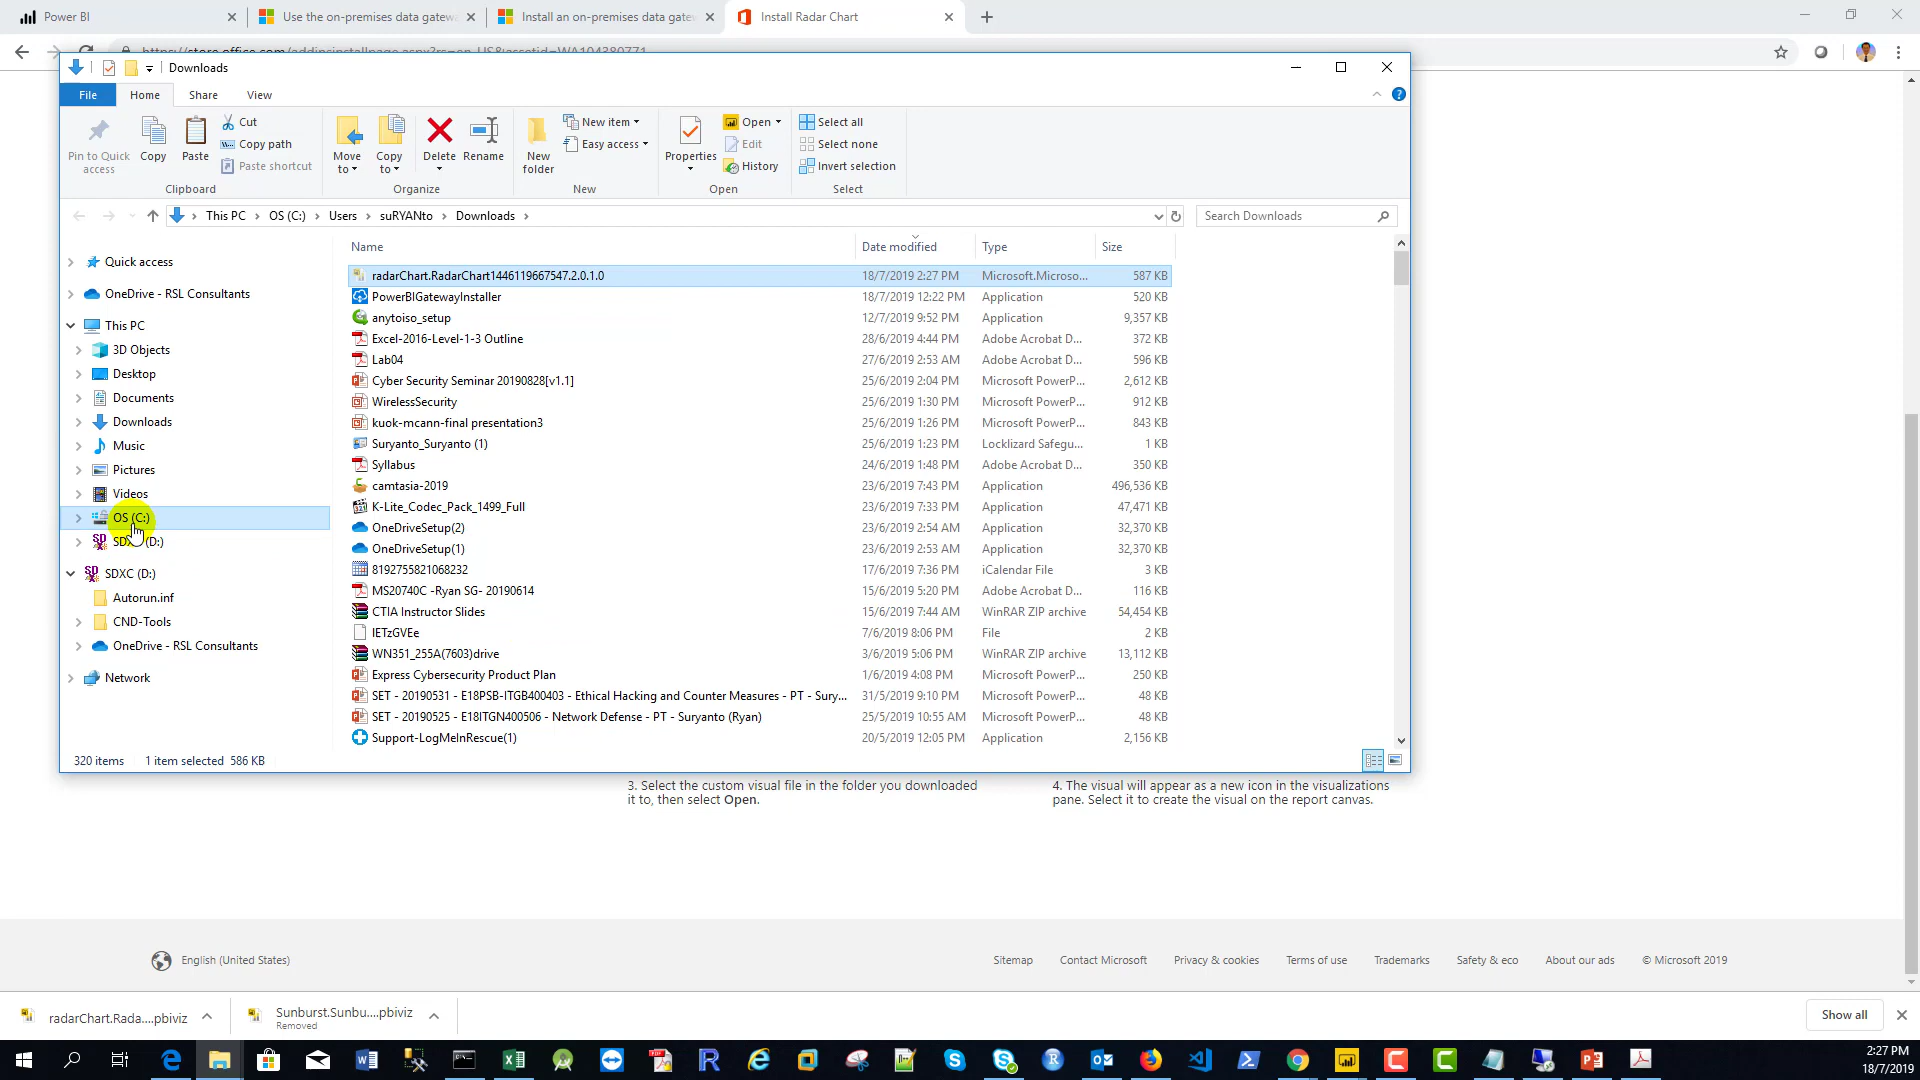 Power BI
Use the on-premises data gatewa
Install an on-premises data gate
Install Radar Chart
https://store.office.com/addinsinstallpage.aspx?rs=en-US&assetid=WA104380771
Downloads
File
Home
Share
View
Pin to Quick access
Copy
Paste
Cut
Copy path
Paste shortcut
Move to
Copy to
Delete
Rename
New folder
New item
Easy access
Properties
Open
Edit
History
Select all
Select none
Invert selection
Clipboard
Organize
New
Open
Select
This PC > OS (C:) > Users > suRYANto > Downloads >
Search Downloads
Quick access
OneDrive - RSL Consultants
This PC
3D Objects
Desktop
Documents
Downloads
Music
Pictures
Videos
OS (C:)
(D:)
SDXC (D:)
Autorun.inf
CND-Tools
OneDrive - RSL Consultants
Network
Name Date modified Type Size
radarChart.RadarChart1446119667547.2.0.1.0 18/7/2019 2:27 PM Microsoft.Microso... 587 KB
PowerBIGatewayInstaller 18/7/2019 12:22 PM Application 520 KB
anytoiso_setup 12/7/2019 9:52 PM Application 9,357 KB
Excel-2016-Level-1-3 Outline 28/6/2019 4:44 PM Adobe Acrobat D... 372 KB
Lab04 27/6/2019 2:53 AM Adobe Acrobat D... 596 KB
Cyber Security Seminar 20190828[v1.1] 25/6/2019 2:04 PM Microsoft PowerP... 2,612 KB
WirelessSecurity 25/6/2019 1:30 PM Microsoft PowerP... 912 KB
kuok-mcann-final presentation3 25/6/2019 1:26 PM Microsoft PowerP... 843 KB
Suryanto_Suryanto (1) 25/6/2019 1:23 PM Locklizard Safegu... 1 KB
Syllabus 24/6/2019 1:48 PM Adobe Acrobat D... 350 KB
camtasia-2019 23/6/2019 7:43 PM Application 496,536 KB
K-Lite_Codec_Pack_1499_Full 23/6/2019 7:43 PM Application 47,471 KB
OneDriveSetup(2) 23/6/2019 2:54 AM Application 32,370 KB
OneDriveSetup(1) 23/6/2019 2:53 AM Application 32,370 KB
8192755821068232 17/6/2019 7:36 PM iCalendar File 3 KB
MS20740C -Ryan SG- 20190614 15/6/2019 5:20 PM Adobe Acrobat D... 116 KB
CTIA Instructor Slides 15/6/2019 7:44 AM WinRAR ZIP archive 54,454 KB
IETzGVEe 7/6/2019 8:06 PM File 2 KB
WN351_255A(7603)drive 3/6/2019 5:06 PM WinRAR ZIP archive 13,112 KB
Express Cybersecurity Product Plan 1/6/2019 4:08 PM Microsoft PowerP... 250 KB
SET - 20190531 - E18PSB-ITGB400403 - Ethical Hacking and Counter Measures - PT - Sury... 31/5/2019 9:10 PM Microsoft PowerP... 48 KB
SET - 20190525 - E18ITGN400506 - Network Defense - PT - Suryanto (Ryan) 25/5/2019 10:55 AM Microsoft PowerP... 48 KB
Support-LogMeInRescue(1) 20/5/2019 12:05 PM Application 2,156 KB
320 items 1 item selected 586 KB
3. Select the custom visual file in the folder you downloaded
it to, then select Open.
4. The visual will appear as a new icon in the visualizations
pane. Select it to create the visual on the report canvas.
English (United States)
Sitemap Contact Microsoft Privacy & cookies Terms of use Trademarks Safety & eco About our ads © Microsoft 2019
radarChart.Rada....pbiviz
Sunburst.Sunbu....pbiviz
Removed
Show all
2:27 PM
18/7/2019